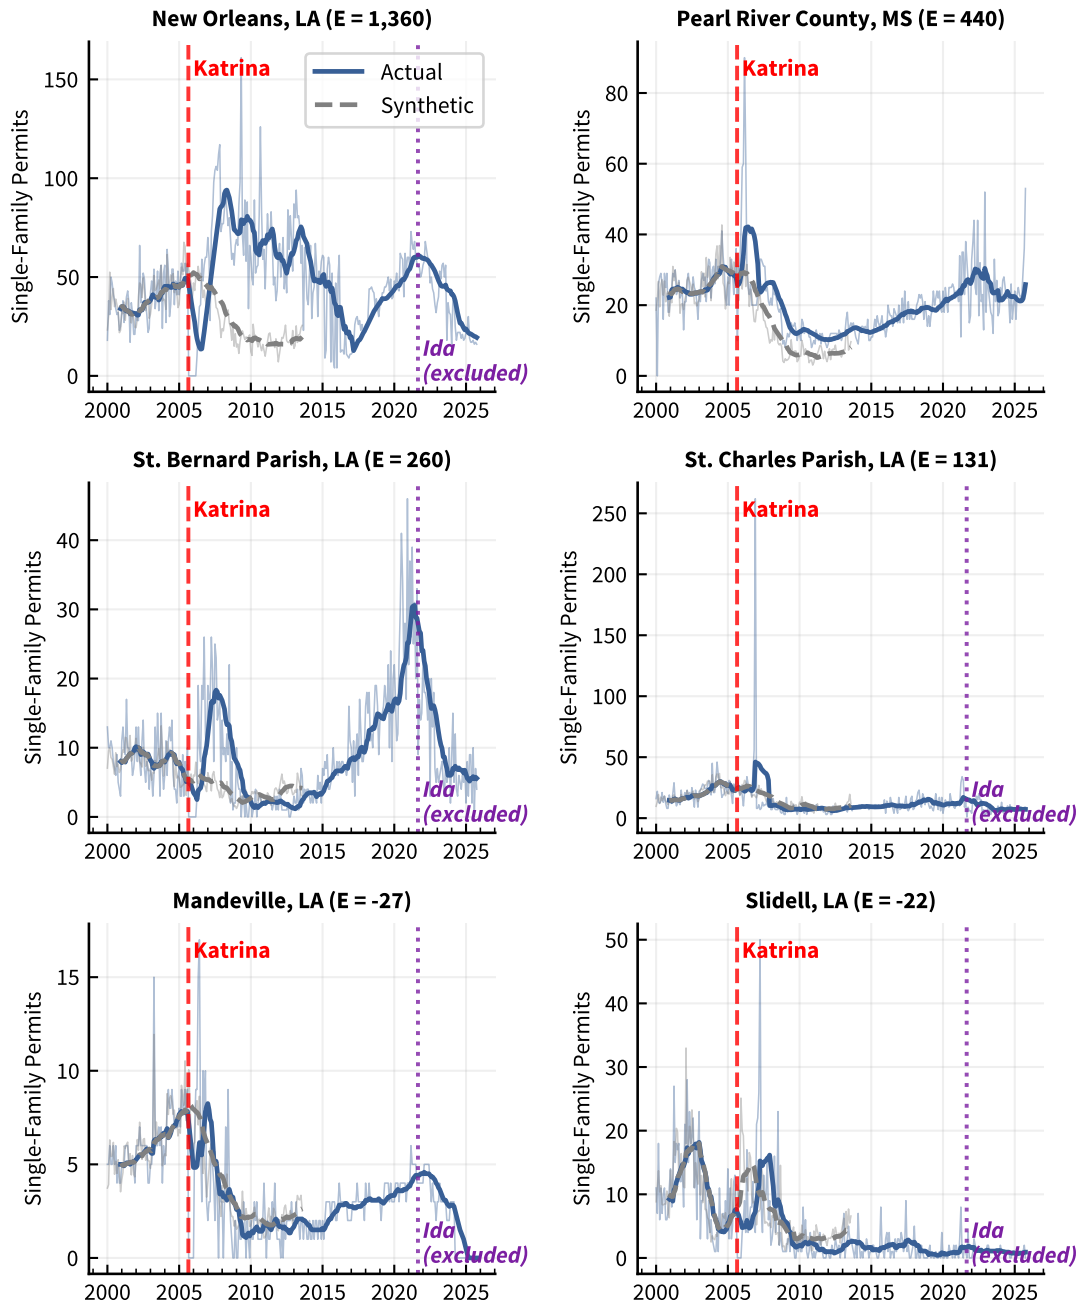 New Orleans, LA (E = 1,360)
Single-Family Permits
150
100
50
0
Katrina
Actual
Synthetic
Ida
(excluded)
2000 2005 2010 2015 2020 2025
Pearl River County, MS (E = 440)
Single-Family Permits
80
60
40
20
0
Katrina
2000 2005 2010 2015 2020 2025
St. Bernard Parish, LA (E = 260)
Single-Family Permits
40
30
20
10
0
Katrina
Ida
(excluded)
2000 2005 2010 2015 2020 2025
St. Charles Parish, LA (E = 131)
Single-Family Permits
250
200
150
100
50
0
Katrina
Ida
(excluded)
2000 2005 2010 2015 2020 2025
Mandeville, LA (E = -27)
Single-Family Permits
15
10
5
0
Katrina
Ida
(excluded)
2000 2005 2010 2015 2020 2025
Slidell, LA (E = -22)
Single-Family Permits
50
40
30
20
10
0
Katrina
Ida
(excluded)
2000 2005 2010 2015 2020 2025